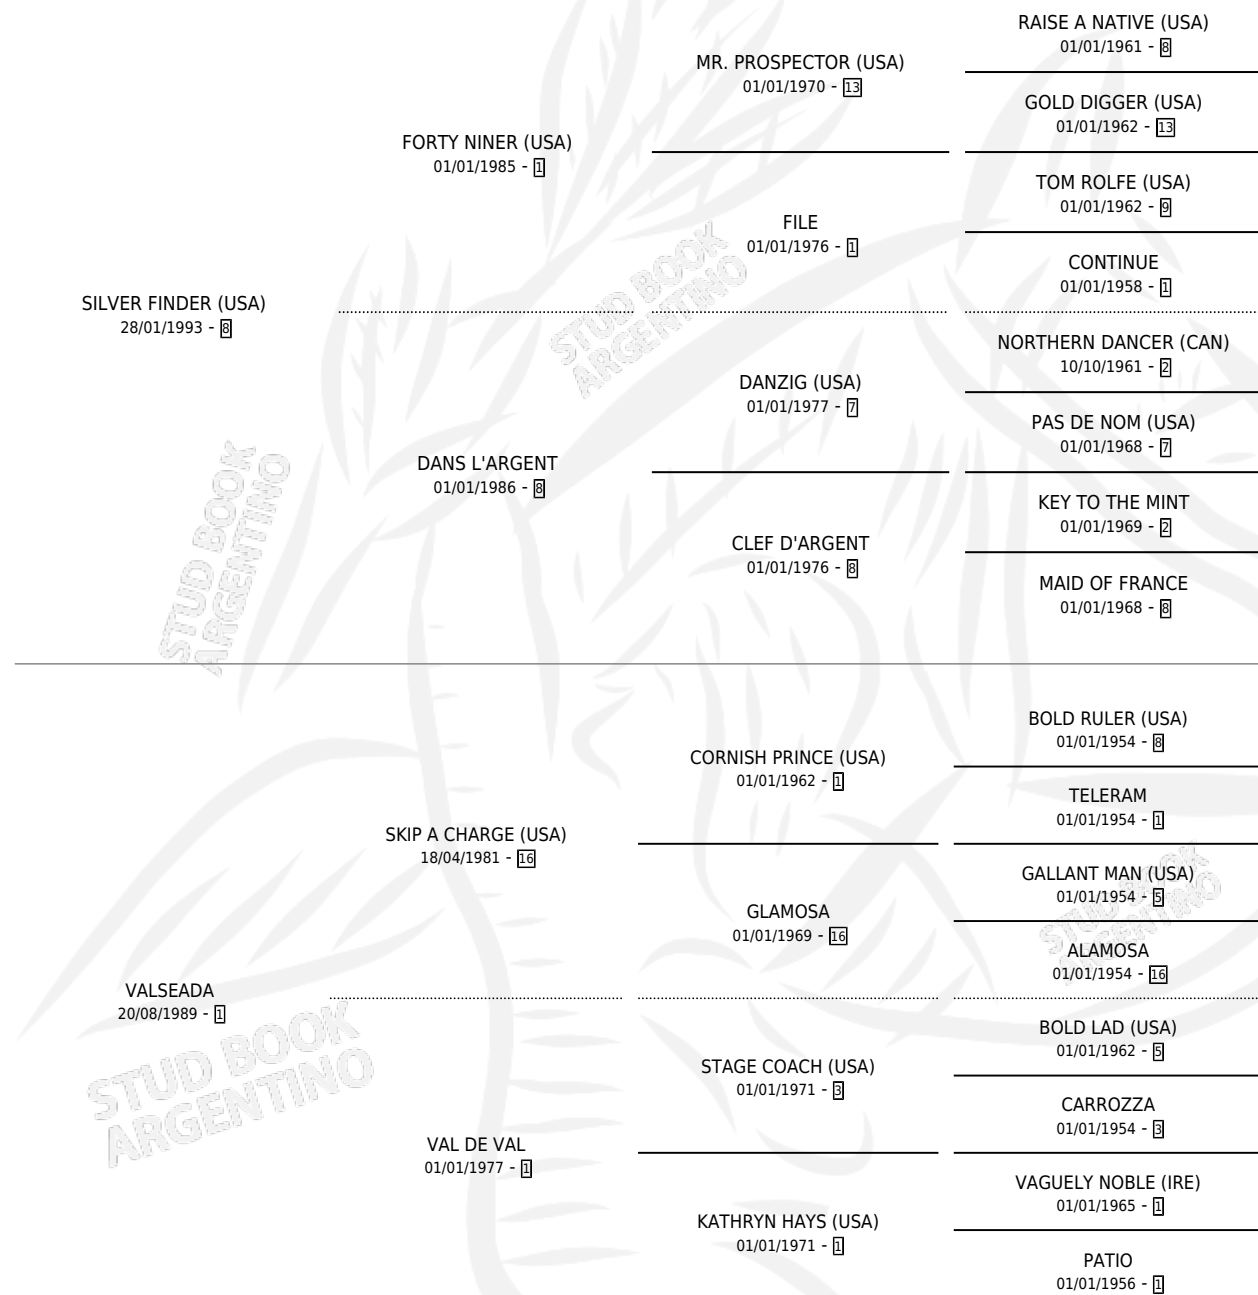 RAISE A NATIVE (USA)
01/01/1961 - 8
MR. PROSPECTOR (USA)
01/01/1970 - 13
GOLD DIGGER (USA)
01/01/1962 - 13
FORTY NINER (USA)
01/01/1985 - 1
TOM ROLFE (USA)
01/01/1962 - 9
FILE
01/01/1976 - 1
CONTINUE
01/01/1958 - 1
SILVER FINDER (USA)
28/01/1993 - 8
NORTHERN DANCER (CAN)
10/10/1961 - 2
DANZIG (USA)
01/01/1977 - 7
PAS DE NOM (USA)
01/01/1968 - 7
DANS L'ARGENT
01/01/1986 - 8
KEY TO THE MINT
01/01/1969 - 2
CLEF D'ARGENT
01/01/1976 - 8
MAID OF FRANCE
01/01/1968 - 8
BOLD RULER (USA)
01/01/1954 - 8
CORNISH PRINCE (USA)
01/01/1962 - 1
TELERAM
01/01/1954 - 1
SKIP A CHARGE (USA)
18/04/1981 - 16
GALLANT MAN (USA)
01/01/1954 - 5
GLAMOSA
01/01/1969 - 16
ALAMOSA
01/01/1954 - 16
VALSEADA
20/08/1989 - 1
BOLD LAD (USA)
01/01/1962 - 5
STAGE COACH (USA)
01/01/1971 - 3
CARROZZA
01/01/1954 - 3
VAL DE VAL
01/01/1977 - 1
VAGUELY NOBLE (IRE)
01/01/1965 - 1
KATHRYN HAYS (USA)
01/01/1971 - 1
PATIO
01/01/1956 - 1
STUD BOOK
ARGENTINO
STUD BOOK
ARGENTINO
STUD BOOK
ARGENTINO
STUD BOOK
ARGENTINO